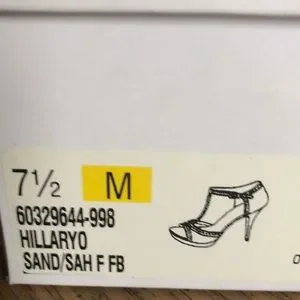 7½ M
60329644-998
HILLARYO
SAND/SAH F FB